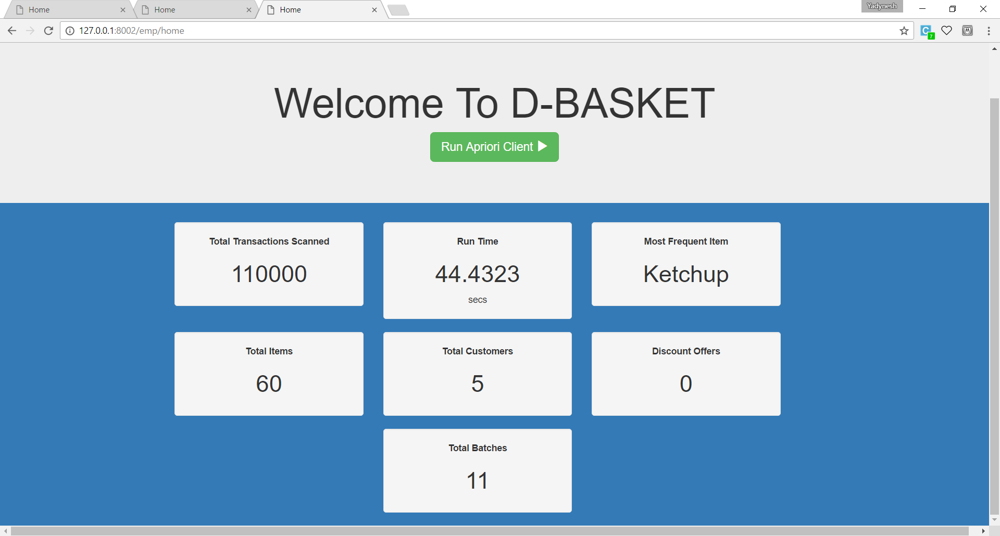 Home
Home
Home
Yadynesh
127.0.0.1:8002/emp/home
C
7
M
Welcome To D-BASKET
Run Apriori Client
Total Transactions Scanned
110000
Run Time
44.4323
secs
Most Frequent Item
Ketchup
Total Items
60
Total Customers
5
Discount Offers
0
Total Batches
11